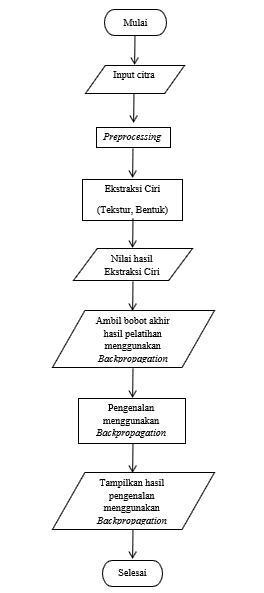 Mulai
Input citra
Preprocessing
Ekstraksi Ciri
(Tekstur, Bentuk)
Nilai hasil
Ekstraksi Ciri
Ambil bobot akhir
hasil pelatihan
menggunakan
Backpropagation
Pengenalan
menggunakan
Backpropagation
Tampilkan hasil
pengenalan
menggunakan
Backpropagation
Selesai